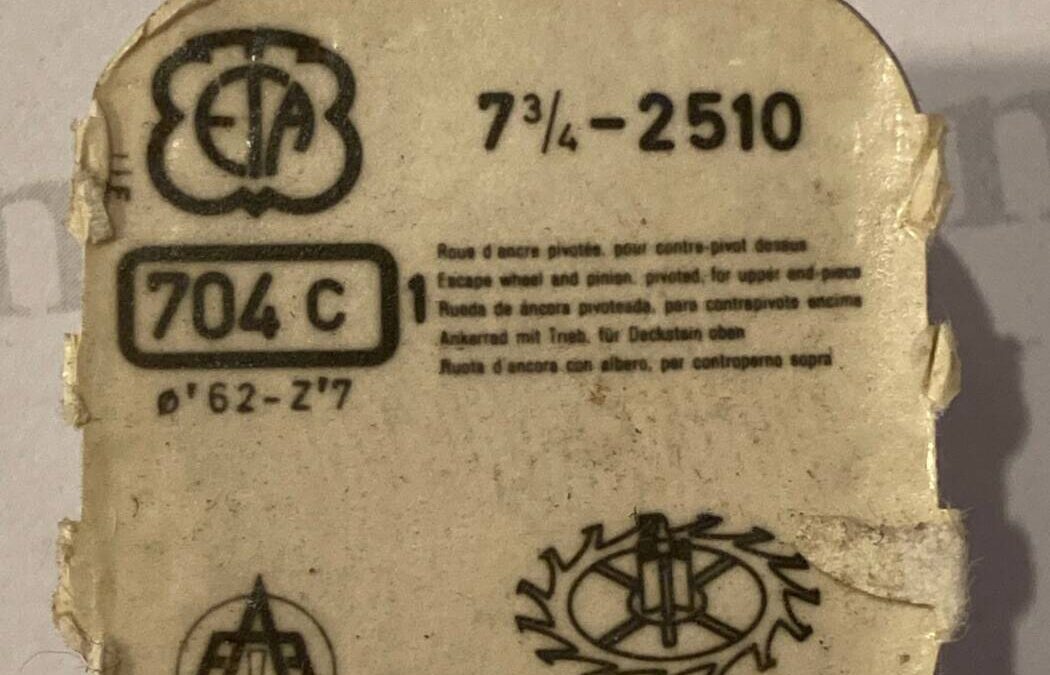 ETA
7 3/4 - 2510
704 C
1
Roue d'ancre pivotée, pour contre-pivot dessus
Escape wheel and pinion, pivoted, for upper end-piece
Rueda de áncora pivoteada, para contrapivote encima
Ankerrad mit Trieb, für Deckstein oben
Ruota d'ancora con albero, per controperno sopra
ø'62-Z'7